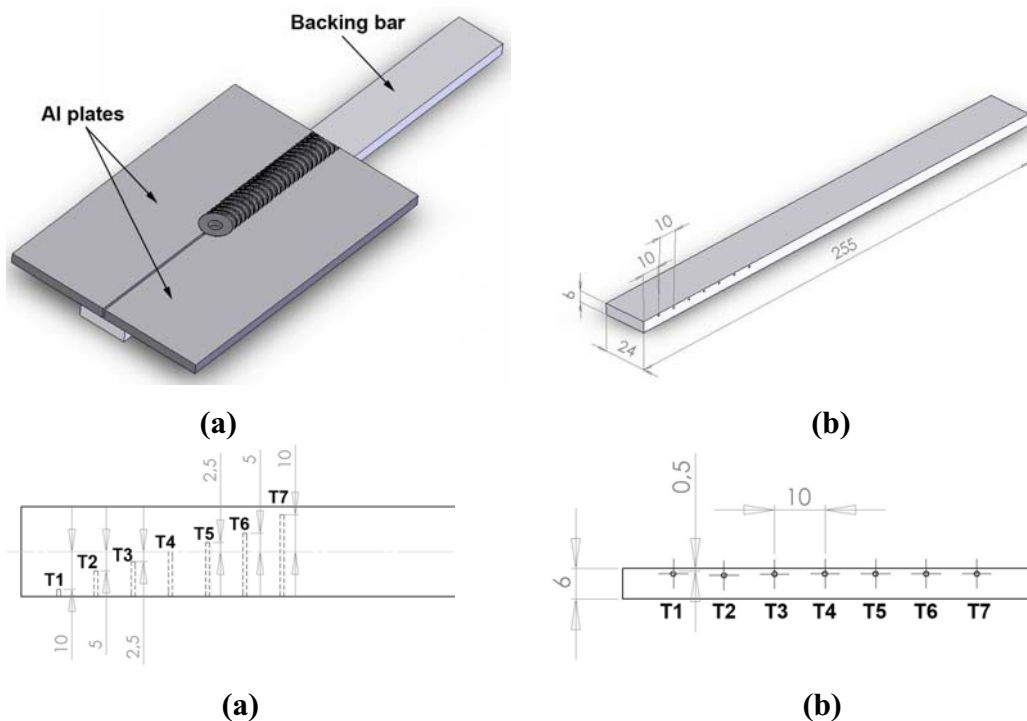 Backing bar
Al plates
10
10
255
6
24
(a)
(b)
2,5
5
10
T7
T6
T5
T4
T3
T2
T1
10
5
2,5
0,5
10
6
T1 T2 T3 T4 T5 T6 T7
(a)
(b)